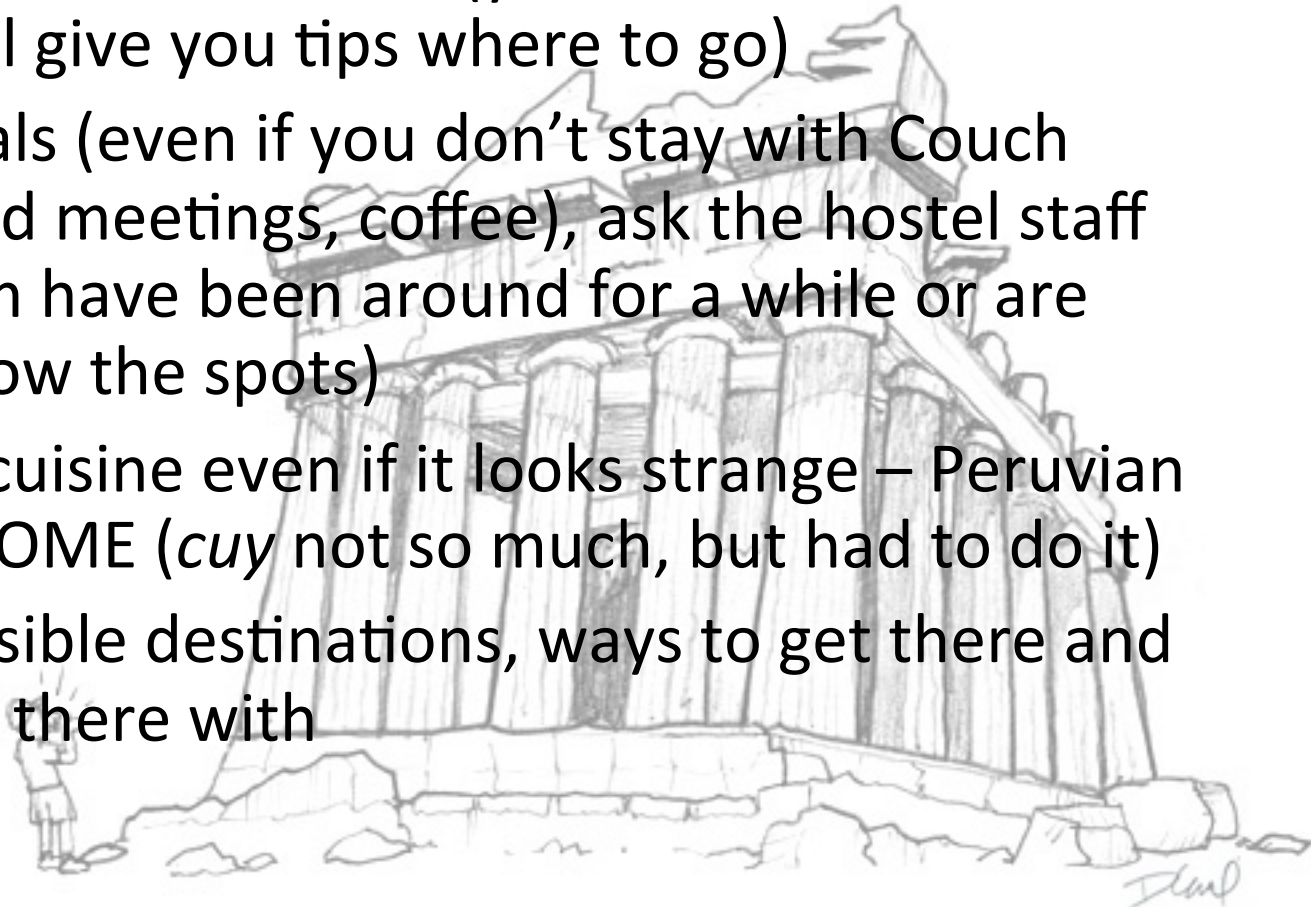 l give you tips where to go)
als (even if you don’t stay with Couch
d meetings, coffee), ask the hostel staff
have been around for a while or are
ow the spots)
cuisine even if it looks strange – Peruvian
OME (cuy not so much, but had to do it)
sible destinations, ways to get there and
there with